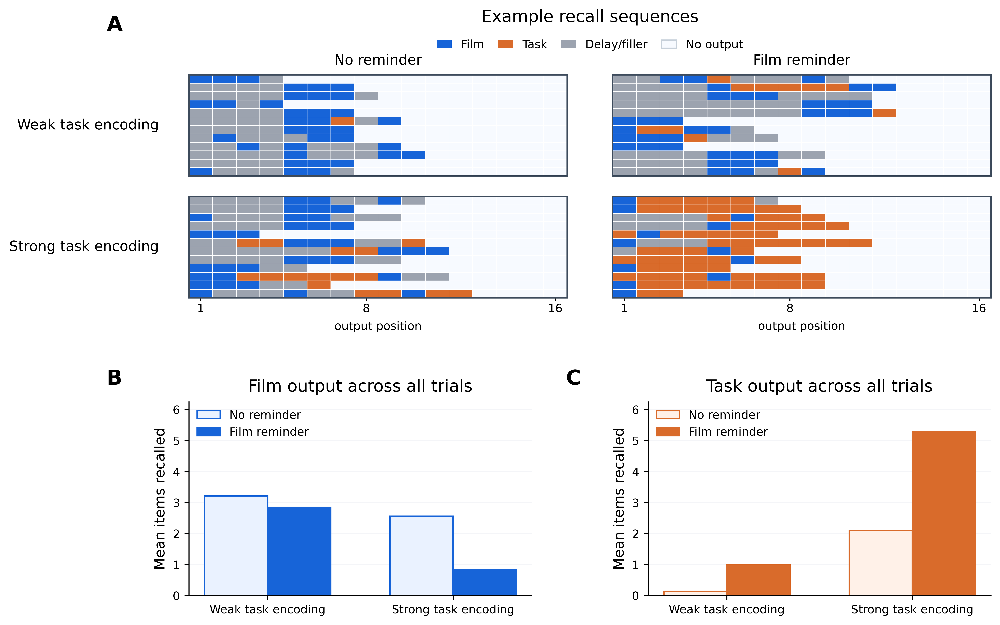 A
Example recall sequences
Film Task Delay/filler No output
No reminder Film reminder
Weak task encoding
Strong task encoding
1 8 16 1 8 16
output position output position
B
Film output across all trials
No reminder
Film reminder
Mean items recalled
6
5
4
3
2
1
0
Weak task encoding Strong task encoding
C
Task output across all trials
No reminder
Film reminder
Mean items recalled
6
5
4
3
2
1
0
Weak task encoding Strong task encoding